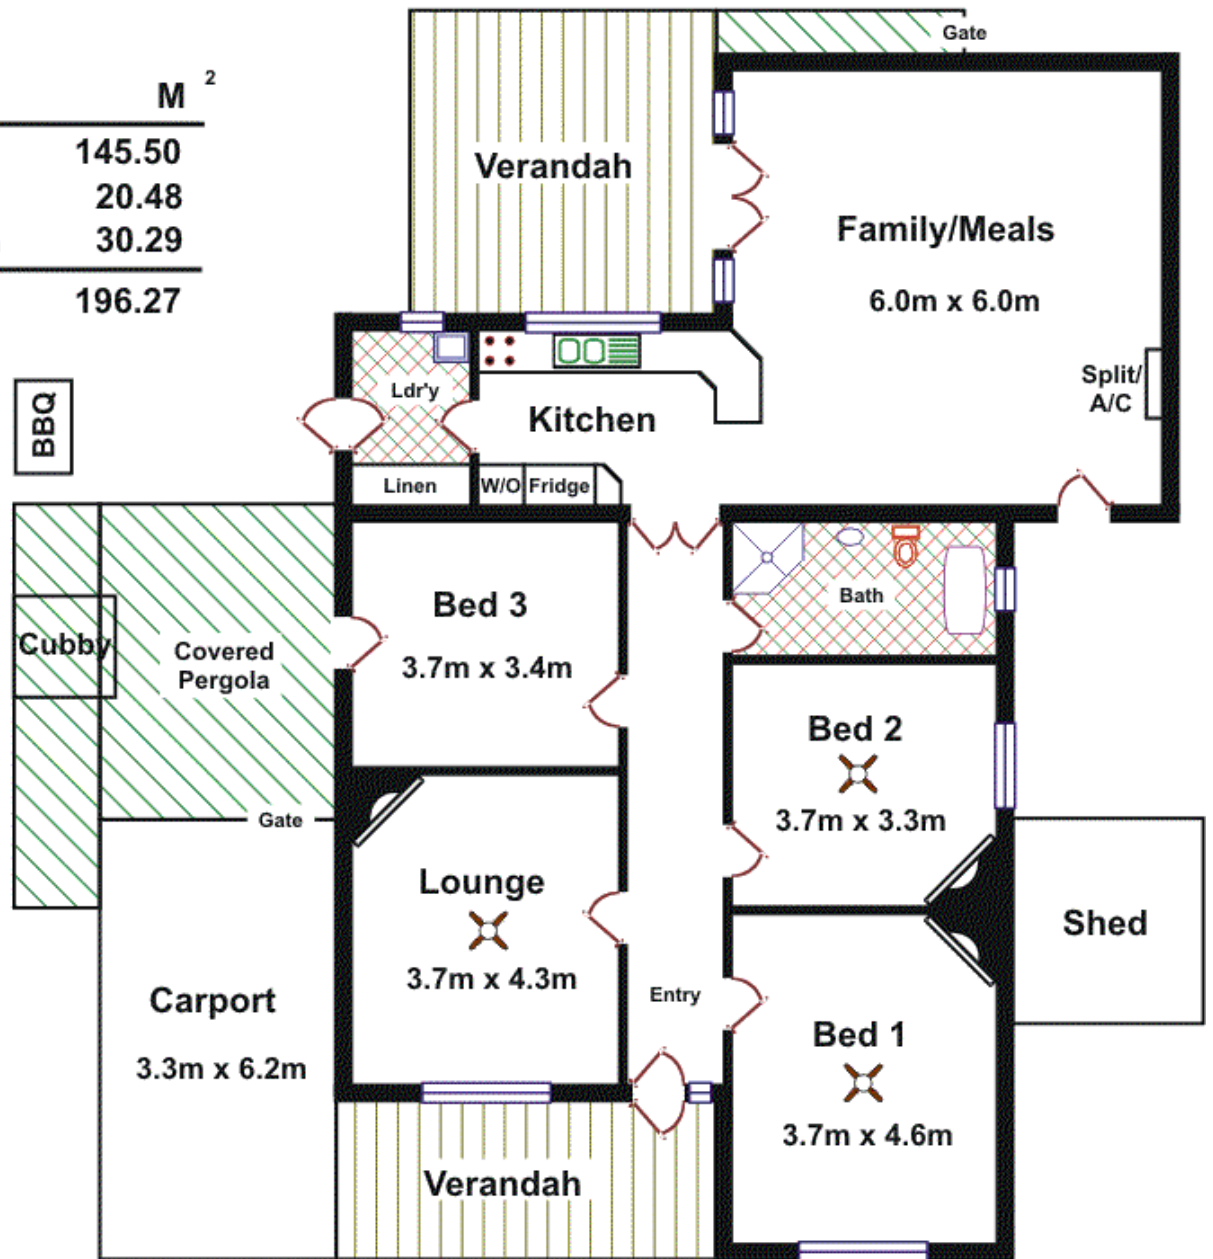 M 2
145.50
20.48
30.29
196.27
Gate
Verandah
Family/Meals
6.0m x 6.0m
Split/
A/C
Ldr'y
Kitchen
BBQ
Linen
W/O
Fridge
Bath
Bed 3
3.7m x 3.4m
Cubby
Covered
Pergola
Bed 2
3.7m x 3.3m
Gate
Lounge
3.7m x 4.3m
Shed
Carport
3.3m x 6.2m
Entry
Bed 1
3.7m x 4.6m
Verandah